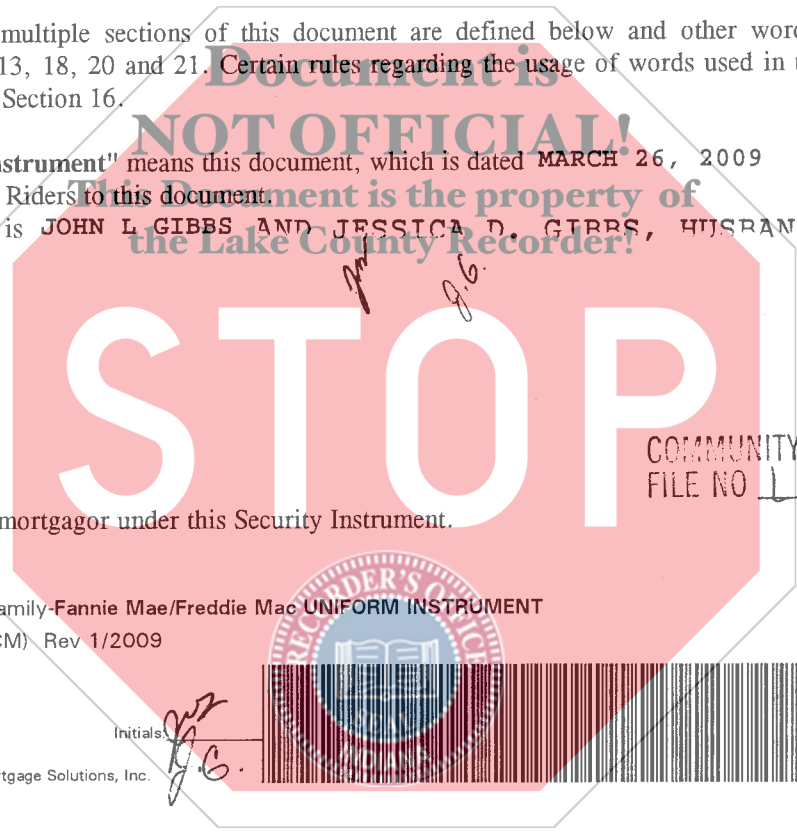 multiple sections of this document are defined below and other wor
Document is
13, 18, 20 and 21. Certain rules regarding the usage of words used in t
Section 16.
NOT OFFICIAL!
nstrument" means this document, which is dated MARCH 26, 2009
This Document is the property of
Riders to this document.
is JOHN L GIBBS AND JESSICA D. GIBBS, HUSBAN
the Lake County Recorder!
J.G.
STOP
COMMUNITY
FILE NO 1
mortgagor under this Security Instrument.
RECORDER'S OFFICE
amily-Fannie Mae/Freddie Mac UNIFORM INSTRUMENT
CM) Rev 1/2009
SEAL
INDIANA
Initials:
J.G.
tgage Solutions, Inc.